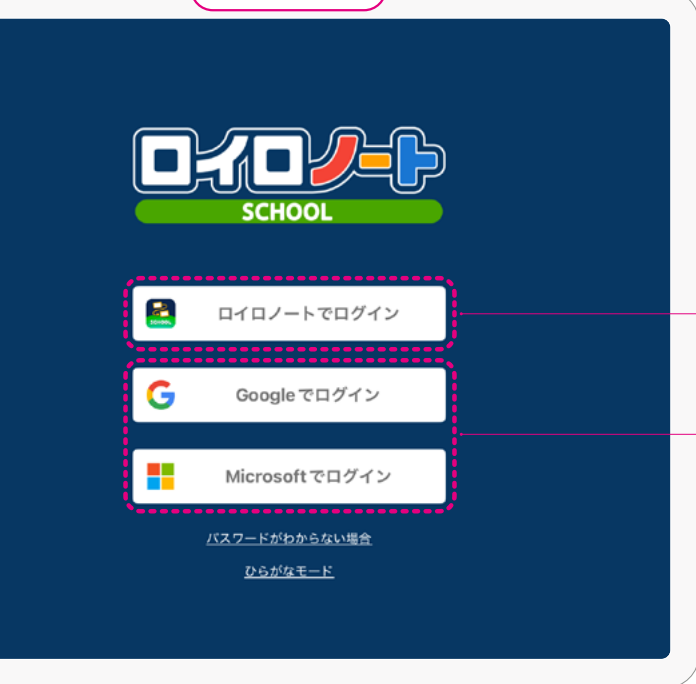 ロイロノート
SCHOOL
SCHOOL
ロイロノートでログイン
Googleでログイン
Microsoftでログイン
パスワードがわからない場合
ひらがなモード